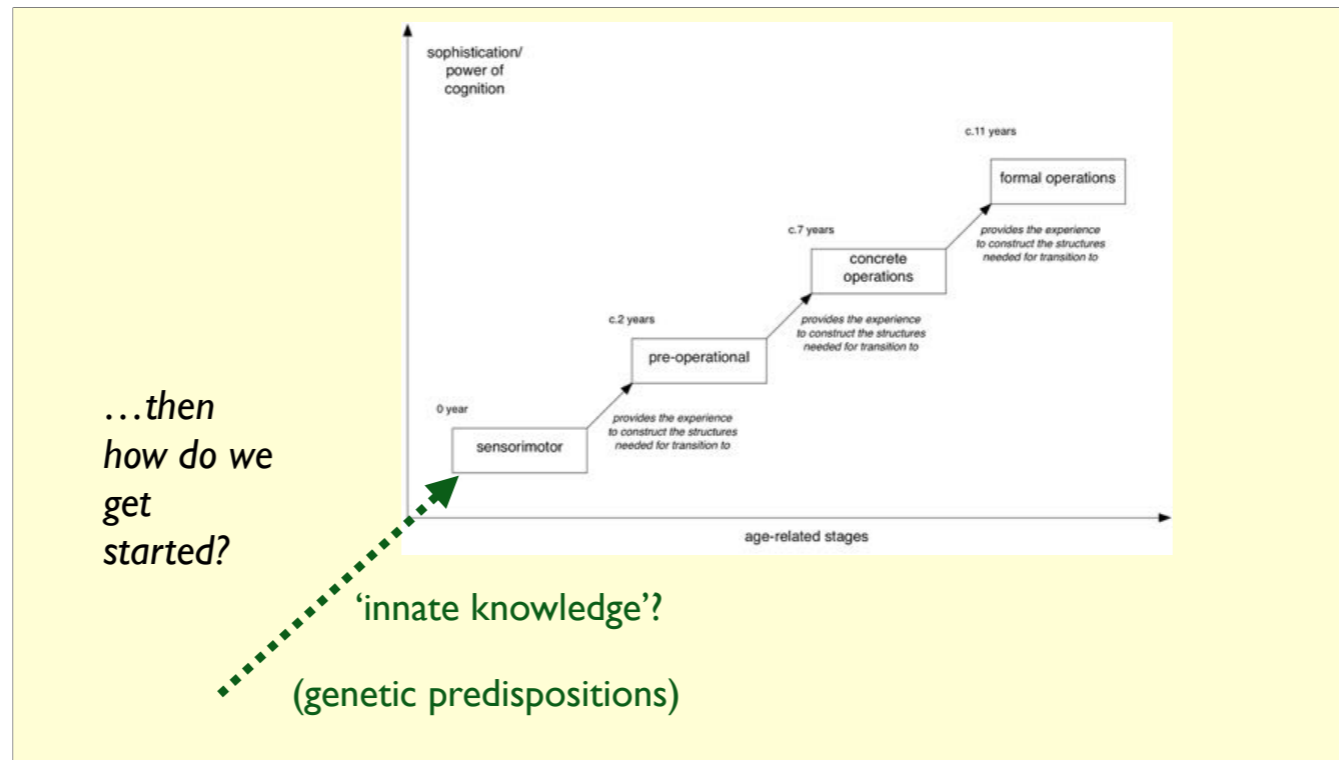 sophistication/
power of
cognition
c.11 years
formal operations
provides the experience
to construct the structures
needed for transition to
c.7 years
concrete
operations
provides the experience
to construct the structures
needed for transition to
c.2 years
pre-operational
provides the experience
to construct the structures
needed for transition to
0 year
sensorimotor
age-related stages
…then
how do we
get
started?
‘innate knowledge’?
(genetic predispositions)